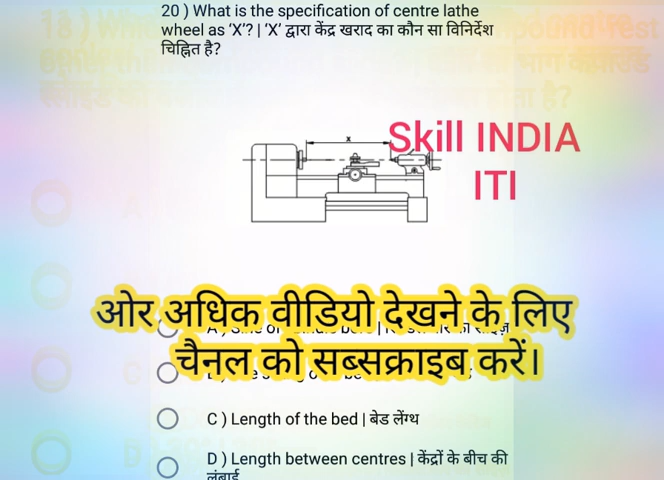 20 ) What is the specification of centre lathe
wheel as ‘X’? | ‘X’ द्वारा केंद्र खराद का कौन सा विनिर्देश
चिह्नित है?
X
Skill INDIA
ITI
ओर अधिक वीडियो देखने के लिए
चैनल को सब्सक्राइब करें।
C ) Length of the bed | बेड लेंग्थ
D ) Length between centres | केंद्रों के बीच की
लंबाई